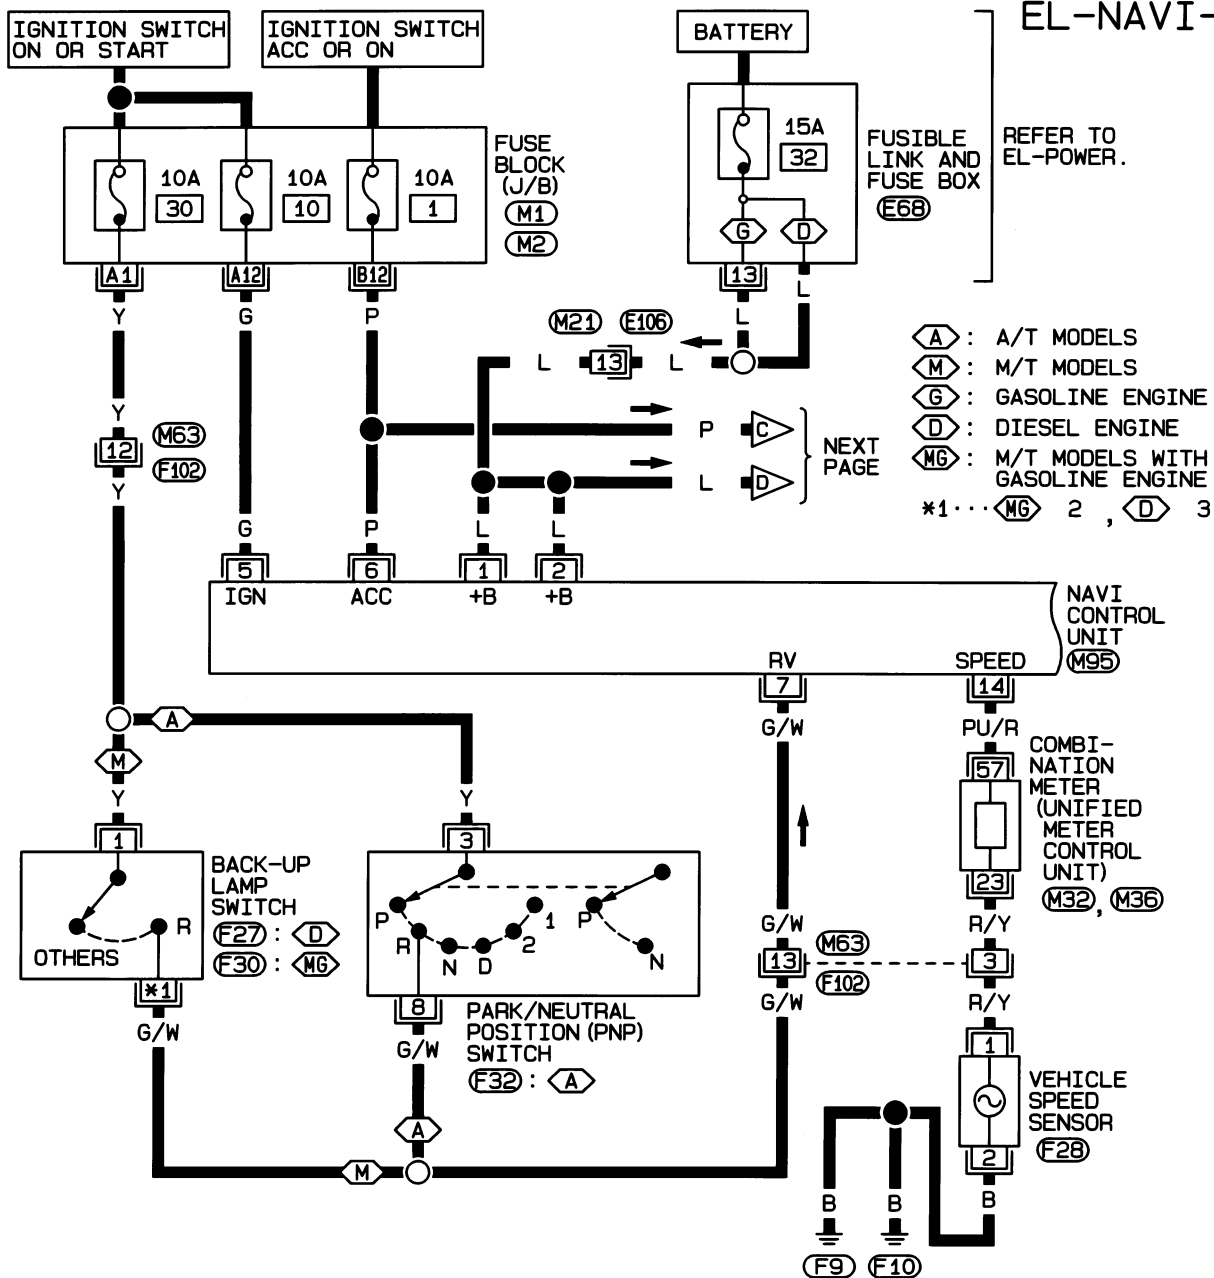 EL-NAVI-
IGNITION SWITCH
ON OR START
IGNITION SWITCH
ACC OR ON
BATTERY
10A
30
10A
10
10A
1
FUSE
BLOCK
(J/B)
M1
M2
15A
32
G
D
FUSIBLE
LINK AND
FUSE BOX
E68
REFER TO
EL-POWER.
A1
A12
B12
13
Y
G
P
L
L
M21
E106
L
13
L
A : A/T MODELS
M : M/T MODELS
G : GASOLINE ENGINE
D : DIESEL ENGINE
MG : M/T MODELS WITH
GASOLINE ENGINE
*1··· MG 2 , D 3
Y
12
M63
F102
Y
P
C
L
D
NEXT
PAGE
G
P
L
L
5
6
1
2
IGN
ACC
+B
+B
NAVI
CONTROL
UNIT
M95
RV
SPEED
7
14
G/W
PU/R
A
M
Y
Y
1
3
57
COMBI-
NATION
METER
(UNIFIED
METER
CONTROL
UNIT)
M32 , M36
23
BACK-UP
LAMP
SWITCH
F27 : D
F30 : MG
OTHERS
R
*1
G/W
P
R
N
D
2
1
P
N
8
G/W
PARK/NEUTRAL
POSITION (PNP)
SWITCH
F32 : A
G/W
R/Y
13
M63
F102
3
G/W
R/Y
1
VEHICLE
SPEED
SENSOR
F28
2
A
M
B
B
B
F9
F10